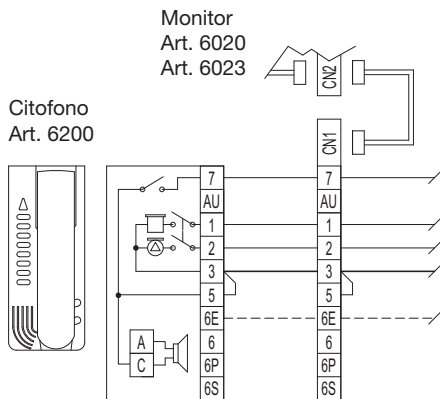 Monitor
Art. 6020
Art. 6023
CN2
Citofono
Art. 6200
CN1
7 7
AU AU
1 1
2 2
3 3
5 5
6E 6E
A 6 6
C 6P 6P
6S 6S